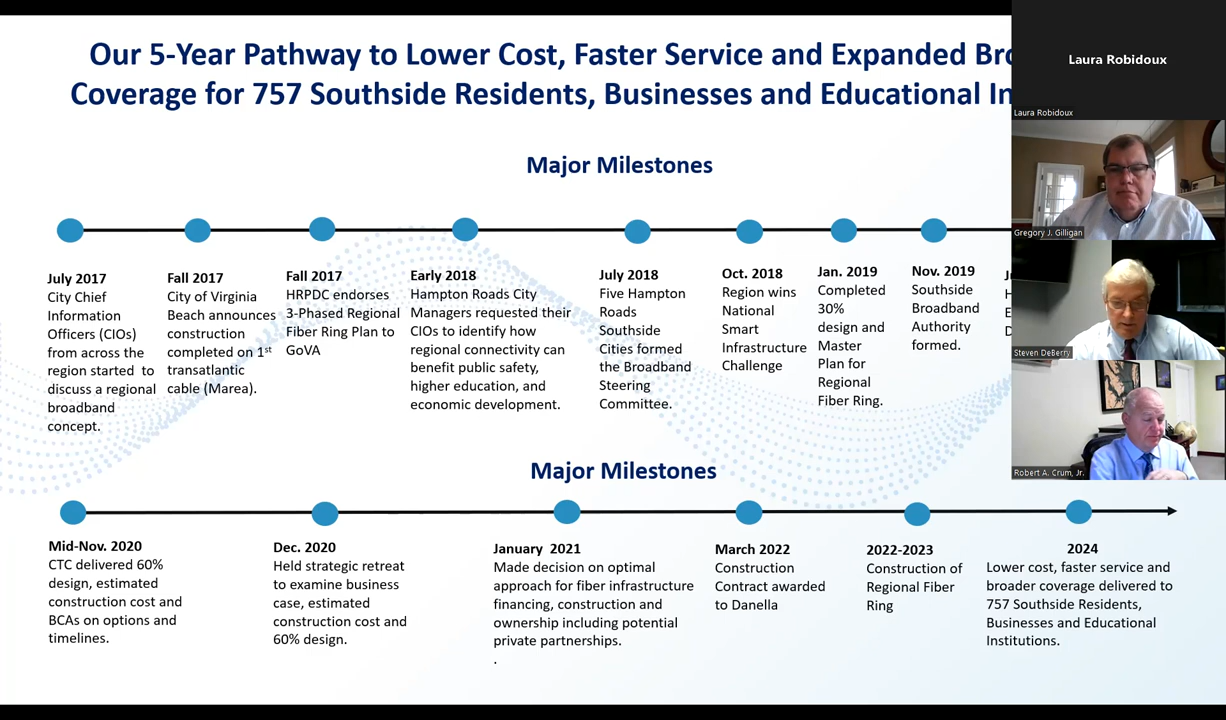 Our 5-Year Pathway to Lower Cost, Faster Service and Expanded
Coverage for 757 Southside Residents, Businesses and Educational
Major Milestones
July 2017
City Chief
Information
Officers (CIOs)
from across the
region started to
discuss a regional
broadband
concept.
Fall 2017
City of Virginia
Beach announces
construction
completed on 1st
transatlantic
cable (Marea).
Fall 2017
HRPDC endorses
3-Phased Regional
Fiber Ring Plan to
GoVA
Early 2018
Hampton Roads City
Managers requested their
CIOs to identify how
regional connectivity can
benefit public safety,
higher education, and
economic development.
July 2018
Five Hampton
Roads
Southside
Cities formed
the Broadband
Steering
Committee.
Oct. 2018
Region wins
National
Smart
Infrastructure
Challenge
Jan. 2019
Completed
30%
design and
Master
Plan for
Regional
Fiber Ring.
Nov. 2019
Southside
Broadband
Authority
formed.
Major Milestones
Mid-Nov. 2020
CTC delivered 60%
design, estimated
construction cost and
BCAs on options and
timelines.
Dec. 2020
Held strategic retreat
to examine business
case, estimated
construction cost and
60% design.
January 2021
Made decision on optimal
approach for fiber infrastructure
financing, construction and
ownership including potential
private partnerships.
.
March 2022
Construction
Contract awarded
to Danella
2022-2023
Construction of
Regional Fiber
Ring
2024
Lower cost, faster service and
broader coverage delivered to
757 Southside Residents,
Businesses and Educational
Institutions.
Laura Robidoux
Laura Robidoux
Gregory J. Gilligan
Steven DeBerry
Robert A. Crum, Jr.